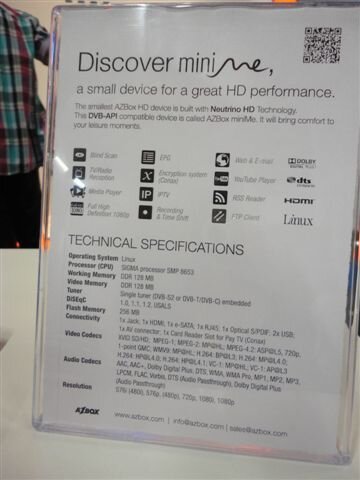 Discover miniMe,
a small device for a great HD performance.
The smallest AZBox HD device is built with Neutrino HD Technology.
This DVB-API compatible device is called AZBox miniMe. It will bring comfort to
your leisure moments.
Blind Scan
EPG
Web & E-mail
DOLBY
DIGITAL PLUS
TV/Radio
Reception
Encryption system
(Conax)
YouTube Player
dts
Media Player
IP
IPTV
RSS Reader
HDMI
Full High
Definition 1080p
Recording
& Time Shift
FTP Client
Linux
TECHNICAL SPECIFICATIONS
Operating System Linux
Processor (CPU) SIGMA processor SMP 8653
Working Memory DDR 128 MB
Video Memory DDR 128 MB
Tuner Single tuner (DVB-S2 or DVB-T/DVB-C) embedded
DiSEqC 1.0, 1.1, 1.2. USALS
Flash Memory 256 MB
Connectivity 1x Jack; 1x HDMI; 1x e-SATA; 1x RJ45; 1x Optical S/PDIF; 2x USB;
1x AV connector; 1x Card Reader Slot for Pay TV (Conax)
Video Codecs XVID SD/HD; MPEG-1; MPEG-2; MP@HL; MPEG-4.2: ASP@L5, 720p,
1-point GMC; WMV9: MP@HL; H.264: BP@L3; H.264: MP@L4.0;
H.264: HP@L4.0; H.264: HP@L4.1; VC-1: MP@HL; VC-1: AP@L3
Audio Codecs AAC, AAC+, Dolby Digital, DTS, WMA, WMA Pro, MP1, MP2, MP3,
LPCM, FLAC, Vorbis, DTS (Audio Passthrough), Dolby Digital Plus
(Audio Passthrough)
Resolution 576i (480i), 576p, (480p), 720p, 1080i, 1080p
AZBOX
www.azbox.com | info@azbox.com | sales@azbox.com